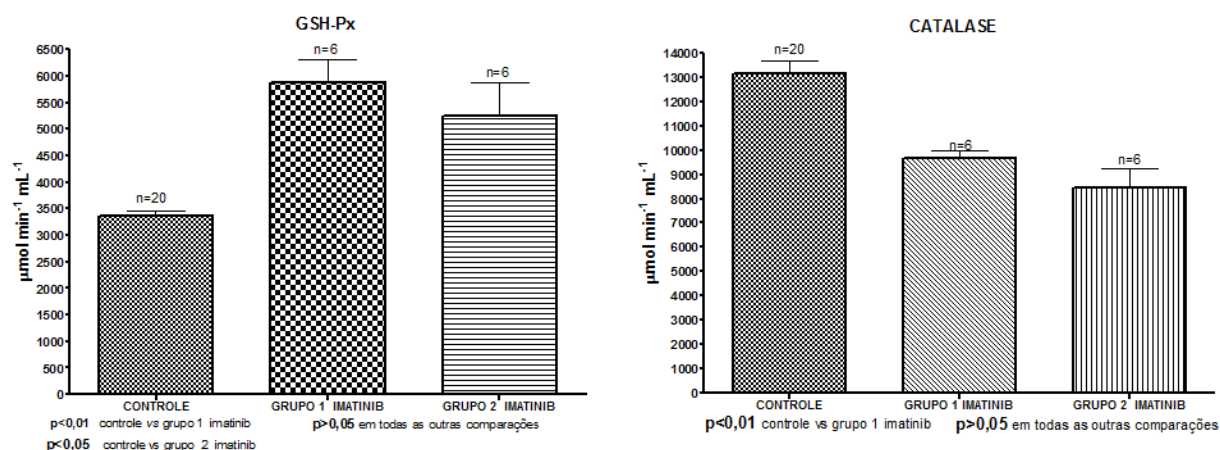 GSH-Px
6500
6000
5500
5000
4500
4000
3500
3000
2500
2000
1500
1000
500
0
µmol min⁻¹ mL⁻¹
n=20
n=6
n=6
CONTROLE GRUPO 1 IMATINIB GRUPO 2 IMATINIB
p<0,01 controle vs grupo 1 imatinib p>0,05 em todas as outras comparações
p<0,05 controle vs grupo 2 imatinib
CATALASE
14000
13000
12000
11000
10000
9000
8000
7000
6000
5000
4000
3000
2000
1000
0
µmol min⁻¹ mL⁻¹
n=20
n=6
n=6
CONTROLE GRUPO 1 IMATINIB GRUPO 2 IMATINIB
p<0,01 controle vs grupo 1 imatinib p>0,05 em todas as outras comparações